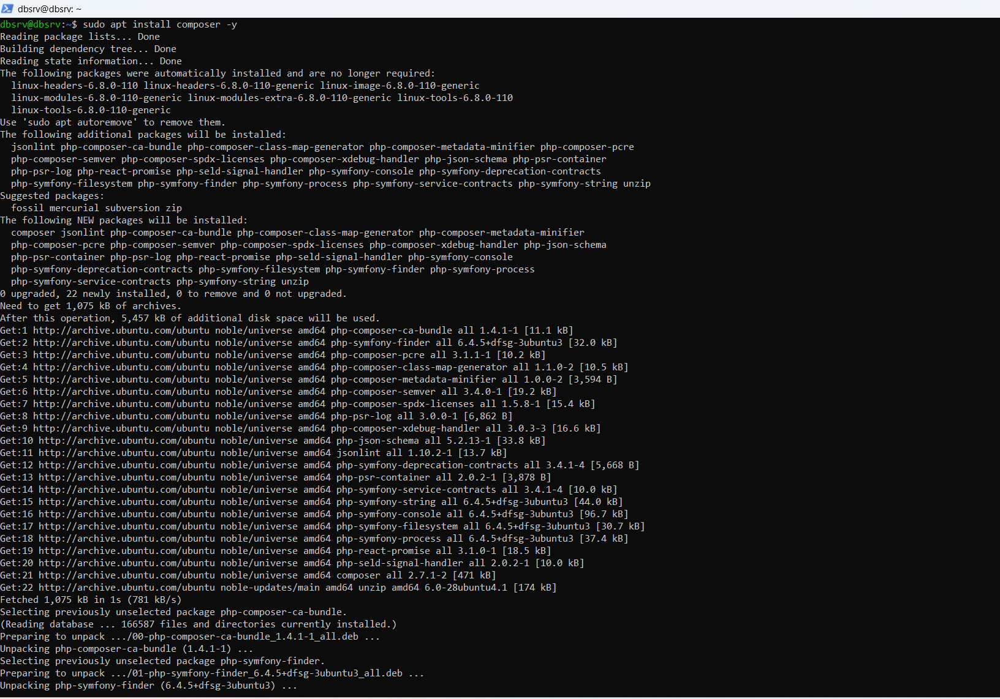 dbsrv@dbsrv: ~
dbsrv@dbsrv:~$ sudo apt install composer -y
Reading package lists... Done
Building dependency tree... Done
Reading state information... Done
The following packages were automatically installed and are no longer required:
  linux-headers-6.8.0-110 linux-headers-6.8.0-110-generic linux-image-6.8.0-110-generic
  linux-modules-6.8.0-110-generic linux-modules-extra-6.8.0-110-generic linux-tools-6.8.0-110
  linux-tools-6.8.0-110-generic
Use 'sudo apt autoremove' to remove them.
The following additional packages will be installed:
  jsonlint php-composer-ca-bundle php-composer-class-map-generator php-composer-metadata-minifier php-composer-pcre
  php-composer-semver php-composer-spdx-licenses php-composer-xdebug-handler php-json-schema php-psr-container
  php-psr-log php-react-promise php-seld-signal-handler php-symfony-console php-symfony-deprecation-contracts
  php-symfony-filesystem php-symfony-finder php-symfony-process php-symfony-service-contracts php-symfony-string unzip
Suggested packages:
  fossil mercurial subversion zip
The following NEW packages will be installed:
  composer jsonlint php-composer-ca-bundle php-composer-class-map-generator php-composer-metadata-minifier
  php-composer-pcre php-composer-semver php-composer-spdx-licenses php-composer-xdebug-handler php-json-schema
  php-psr-container php-psr-log php-react-promise php-seld-signal-handler php-symfony-console
  php-symfony-deprecation-contracts php-symfony-filesystem php-symfony-finder php-symfony-process
  php-symfony-service-contracts php-symfony-string unzip
0 upgraded, 22 newly installed, 0 to remove and 0 not upgraded.
Need to get 1,075 kB of archives.
After this operation, 5,457 kB of additional disk space will be used.
Get:1 http://archive.ubuntu.com/ubuntu noble/universe amd64 php-composer-ca-bundle all 1.4.1-1 [11.1 kB]
Get:2 http://archive.ubuntu.com/ubuntu noble/universe amd64 php-symfony-finder all 6.4.5+dfsg-3ubuntu3 [32.0 kB]
Get:3 http://archive.ubuntu.com/ubuntu noble/universe amd64 php-composer-pcre all 3.1.1-1 [10.2 kB]
Get:4 http://archive.ubuntu.com/ubuntu noble/universe amd64 php-composer-class-map-generator all 1.1.0-2 [10.5 kB]
Get:5 http://archive.ubuntu.com/ubuntu noble/universe amd64 php-composer-metadata-minifier all 1.0.0-2 [3,594 B]
Get:6 http://archive.ubuntu.com/ubuntu noble/universe amd64 php-composer-semver all 3.4.0-1 [19.2 kB]
Get:7 http://archive.ubuntu.com/ubuntu noble/universe amd64 php-composer-spdx-licenses all 1.5.8-1 [15.4 kB]
Get:8 http://archive.ubuntu.com/ubuntu noble/universe amd64 php-psr-log all 3.0.0-1 [6,862 B]
Get:9 http://archive.ubuntu.com/ubuntu noble/universe amd64 php-composer-xdebug-handler all 3.0.3-3 [16.6 kB]
Get:10 http://archive.ubuntu.com/ubuntu noble/universe amd64 php-json-schema all 5.2.13-1 [33.8 kB]
Get:11 http://archive.ubuntu.com/ubuntu noble/universe amd64 jsonlint all 1.10.2-1 [13.7 kB]
Get:12 http://archive.ubuntu.com/ubuntu noble/universe amd64 php-symfony-deprecation-contracts all 3.4.1-4 [5,668 B]
Get:13 http://archive.ubuntu.com/ubuntu noble/universe amd64 php-psr-container all 2.0.2-1 [3,878 B]
Get:14 http://archive.ubuntu.com/ubuntu noble/universe amd64 php-symfony-service-contracts all 3.4.1-4 [10.0 kB]
Get:15 http://archive.ubuntu.com/ubuntu noble/universe amd64 php-symfony-string all 6.4.5+dfsg-3ubuntu3 [44.0 kB]
Get:16 http://archive.ubuntu.com/ubuntu noble/universe amd64 php-symfony-console all 6.4.5+dfsg-3ubuntu3 [96.7 kB]
Get:17 http://archive.ubuntu.com/ubuntu noble/universe amd64 php-symfony-filesystem all 6.4.5+dfsg-3ubuntu3 [30.7 kB]
Get:18 http://archive.ubuntu.com/ubuntu noble/universe amd64 php-symfony-process all 6.4.5+dfsg-3ubuntu3 [37.4 kB]
Get:19 http://archive.ubuntu.com/ubuntu noble/universe amd64 php-react-promise all 3.1.0-1 [18.5 kB]
Get:20 http://archive.ubuntu.com/ubuntu noble/universe amd64 php-seld-signal-handler all 2.0.2-1 [10.0 kB]
Get:21 http://archive.ubuntu.com/ubuntu noble/universe amd64 composer all 2.7.1-2 [471 kB]
Get:22 http://archive.ubuntu.com/ubuntu noble-updates/main amd64 unzip amd64 6.0-28ubuntu4.1 [174 kB]
Fetched 1,075 kB in 1s (781 kB/s)
Selecting previously unselected package php-composer-ca-bundle.
(Reading database ... 166587 files and directories currently installed.)
Preparing to unpack .../00-php-composer-ca-bundle_1.4.1-1_all.deb ...
Unpacking php-composer-ca-bundle (1.4.1-1) ...
Selecting previously unselected package php-symfony-finder.
Preparing to unpack .../01-php-symfony-finder_6.4.5+dfsg-3ubuntu3_all.deb ...
Unpacking php-symfony-finder (6.4.5+dfsg-3ubuntu3) ...